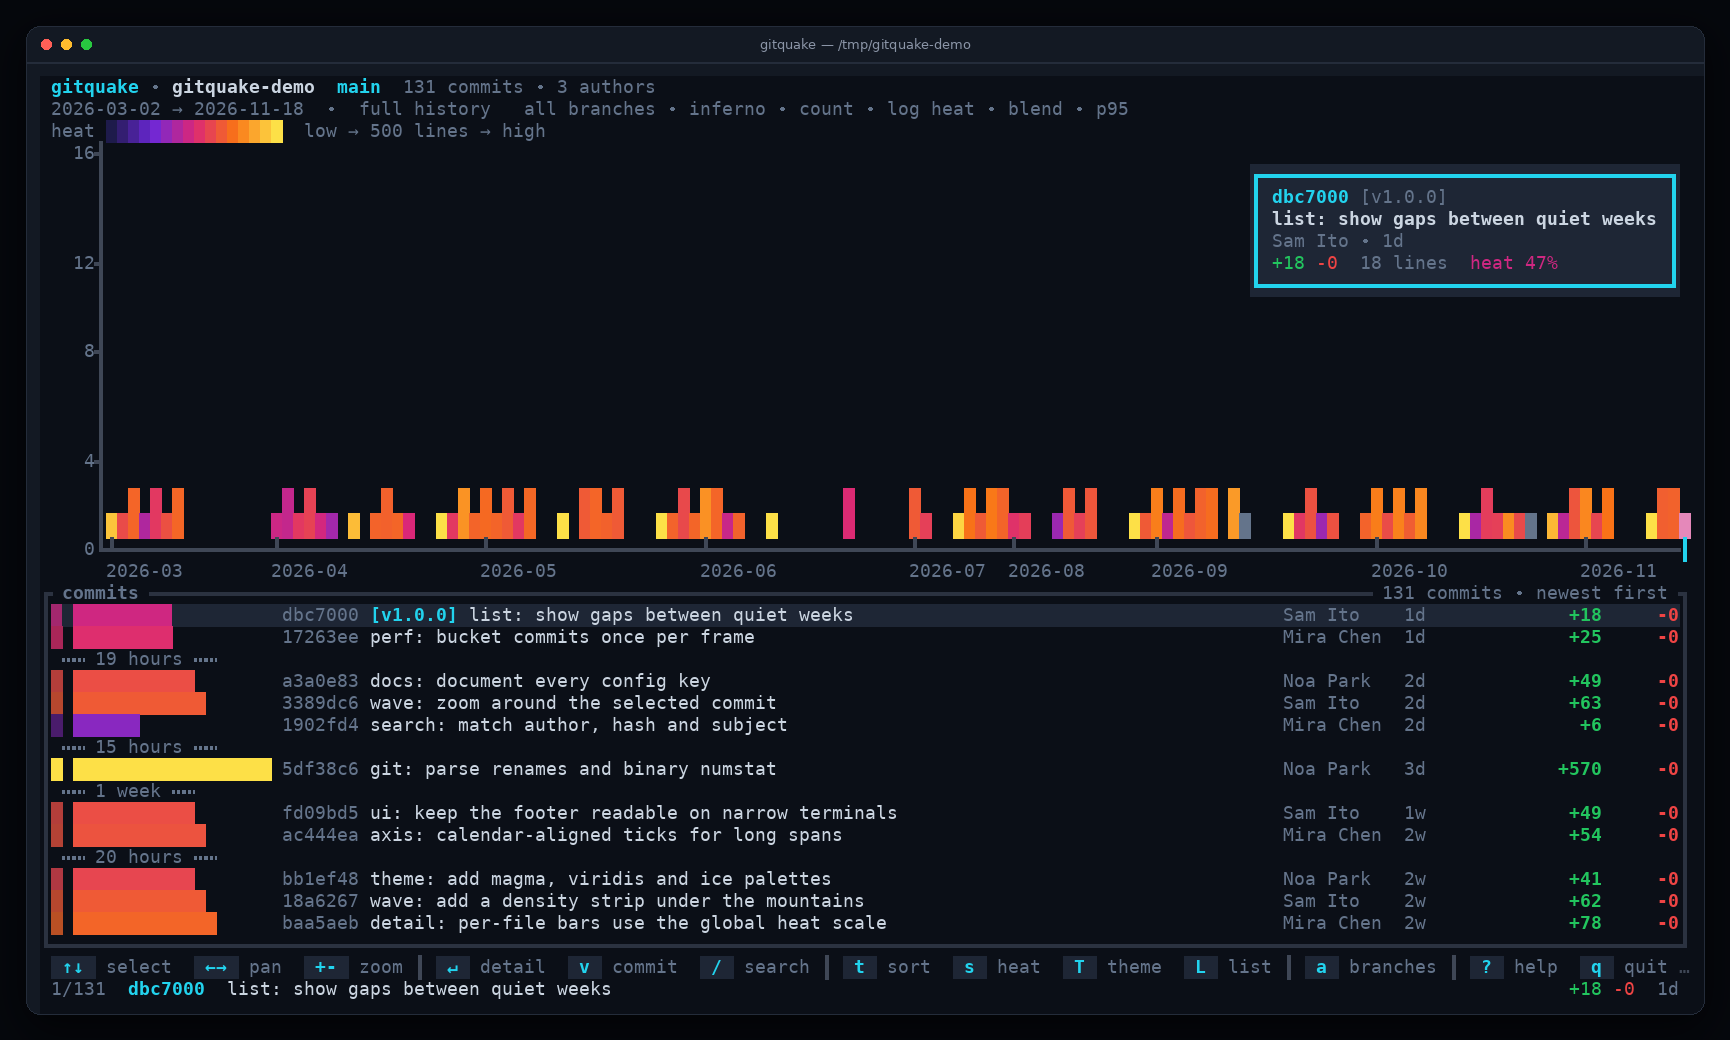 gitquake — /tmp/gitquake-demo
gitquake • gitquake-demo main 131 commits • 3 authors
2026-03-02 → 2026-11-18 • full history all branches • inferno • count • log heat • blend • p95
heat low → 500 lines → high
16
dbc7000 [v1.0.0]
list: show gaps between quiet weeks
Sam Ito • 1d
+18 -0 18 lines heat 47%
12
8
4
0
2026-03 2026-04 2026-05 2026-06 2026-07 2026-08 2026-09 2026-10 2026-11
commits 131 commits • newest first
dbc7000 [v1.0.0] list: show gaps between quiet weeks Sam Ito 1d +18 -0
17263ee perf: bucket commits once per frame Mira Chen 1d +25 -0
19 hours
a3a0e83 docs: document every config key Noa Park 2d +49 -0
3389dc6 wave: zoom around the selected commit Sam Ito 2d +63 -0
1902fd4 search: match author, hash and subject Mira Chen 2d +6 -0
15 hours
5df38c6 git: parse renames and binary numstat Noa Park 3d +570 -0
1 week
fd09bd5 ui: keep the footer readable on narrow terminals Sam Ito 1w +49 -0
ac444ea axis: calendar-aligned ticks for long spans Mira Chen 2w +54 -0
20 hours
bb1ef48 theme: add magma, viridis and ice palettes Noa Park 2w +41 -0
18a6267 wave: add a density strip under the mountains Sam Ito 2w +62 -0
baa5aeb detail: per-file bars use the global heat scale Mira Chen 2w +78 -0
↑↓ select ←→ pan +- zoom ↵ detail v commit / search t sort s heat T theme L list a branches ? help q quit …
1/131 dbc7000 list: show gaps between quiet weeks +18 -0 1d